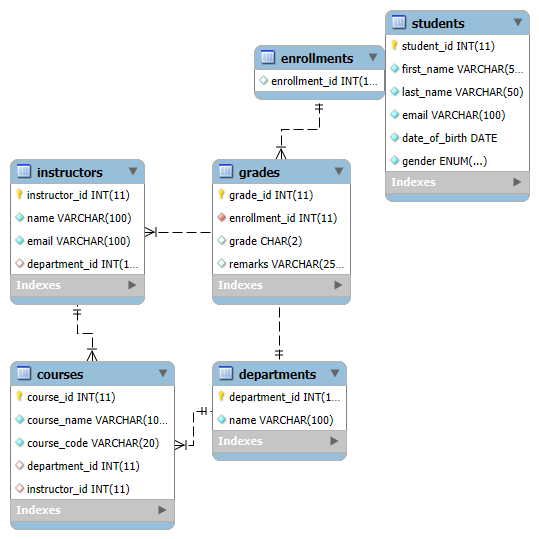 students
student_id INT(11)
first_name VARCHAR(5...
last_name VARCHAR(50)
email VARCHAR(100)
date_of_birth DATE
gender ENUM(...)
Indexes
enrollments
enrollment_id INT(1...
instructors
instructor_id INT(11)
name VARCHAR(100)
email VARCHAR(100)
department_id INT(1...
Indexes
grades
grade_id INT(11)
enrollment_id INT(11)
grade CHAR(2)
remarks VARCHAR(25...
Indexes
courses
course_id INT(11)
course_name VARCHAR(10...
course_code VARCHAR(20)
department_id INT(11)
instructor_id INT(11)
Indexes
departments
department_id INT(1...
name VARCHAR(100)
Indexes